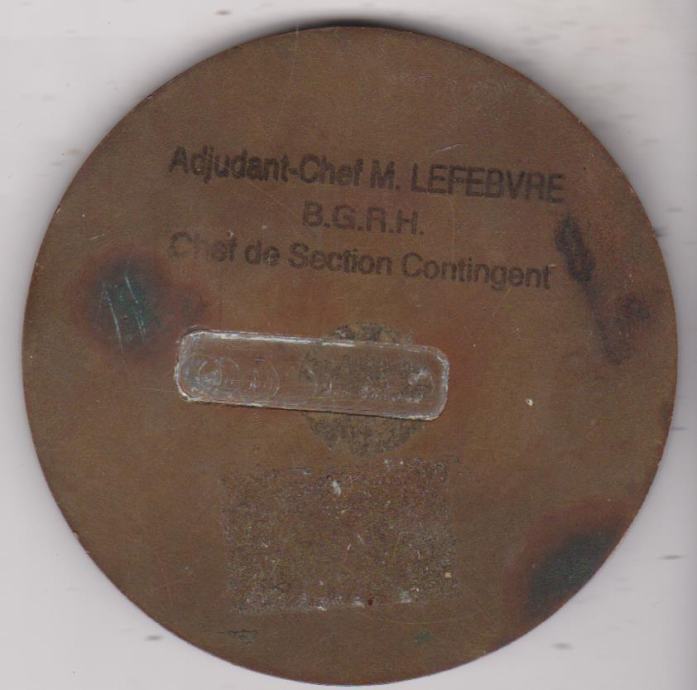 Adjudant-Chef M. LEFEBVRE
B.G.R.H.
Chef de Section Contingent